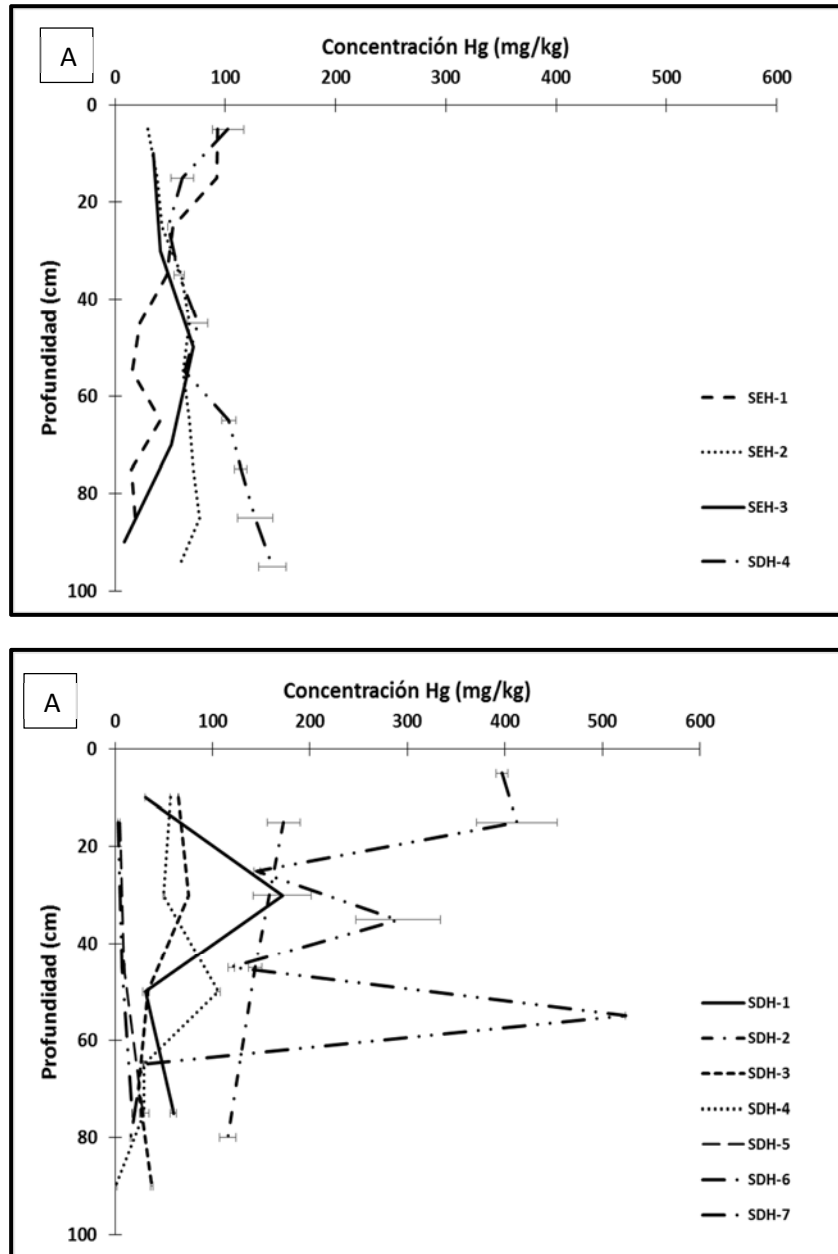 A
Concentración Hg (mg/kg)
0 100 200 300 400 500 600
0
20
40
60
80
100
Profundidad (cm)
SEH-1
SEH-2
SEH-3
SDH-4
A
Concentración Hg (mg/kg)
0 100 200 300 400 500 600
0
20
40
60
80
100
Profundidad (cm)
SDH-1
SDH-2
SDH-3
SDH-4
SDH-5
SDH-6
SDH-7